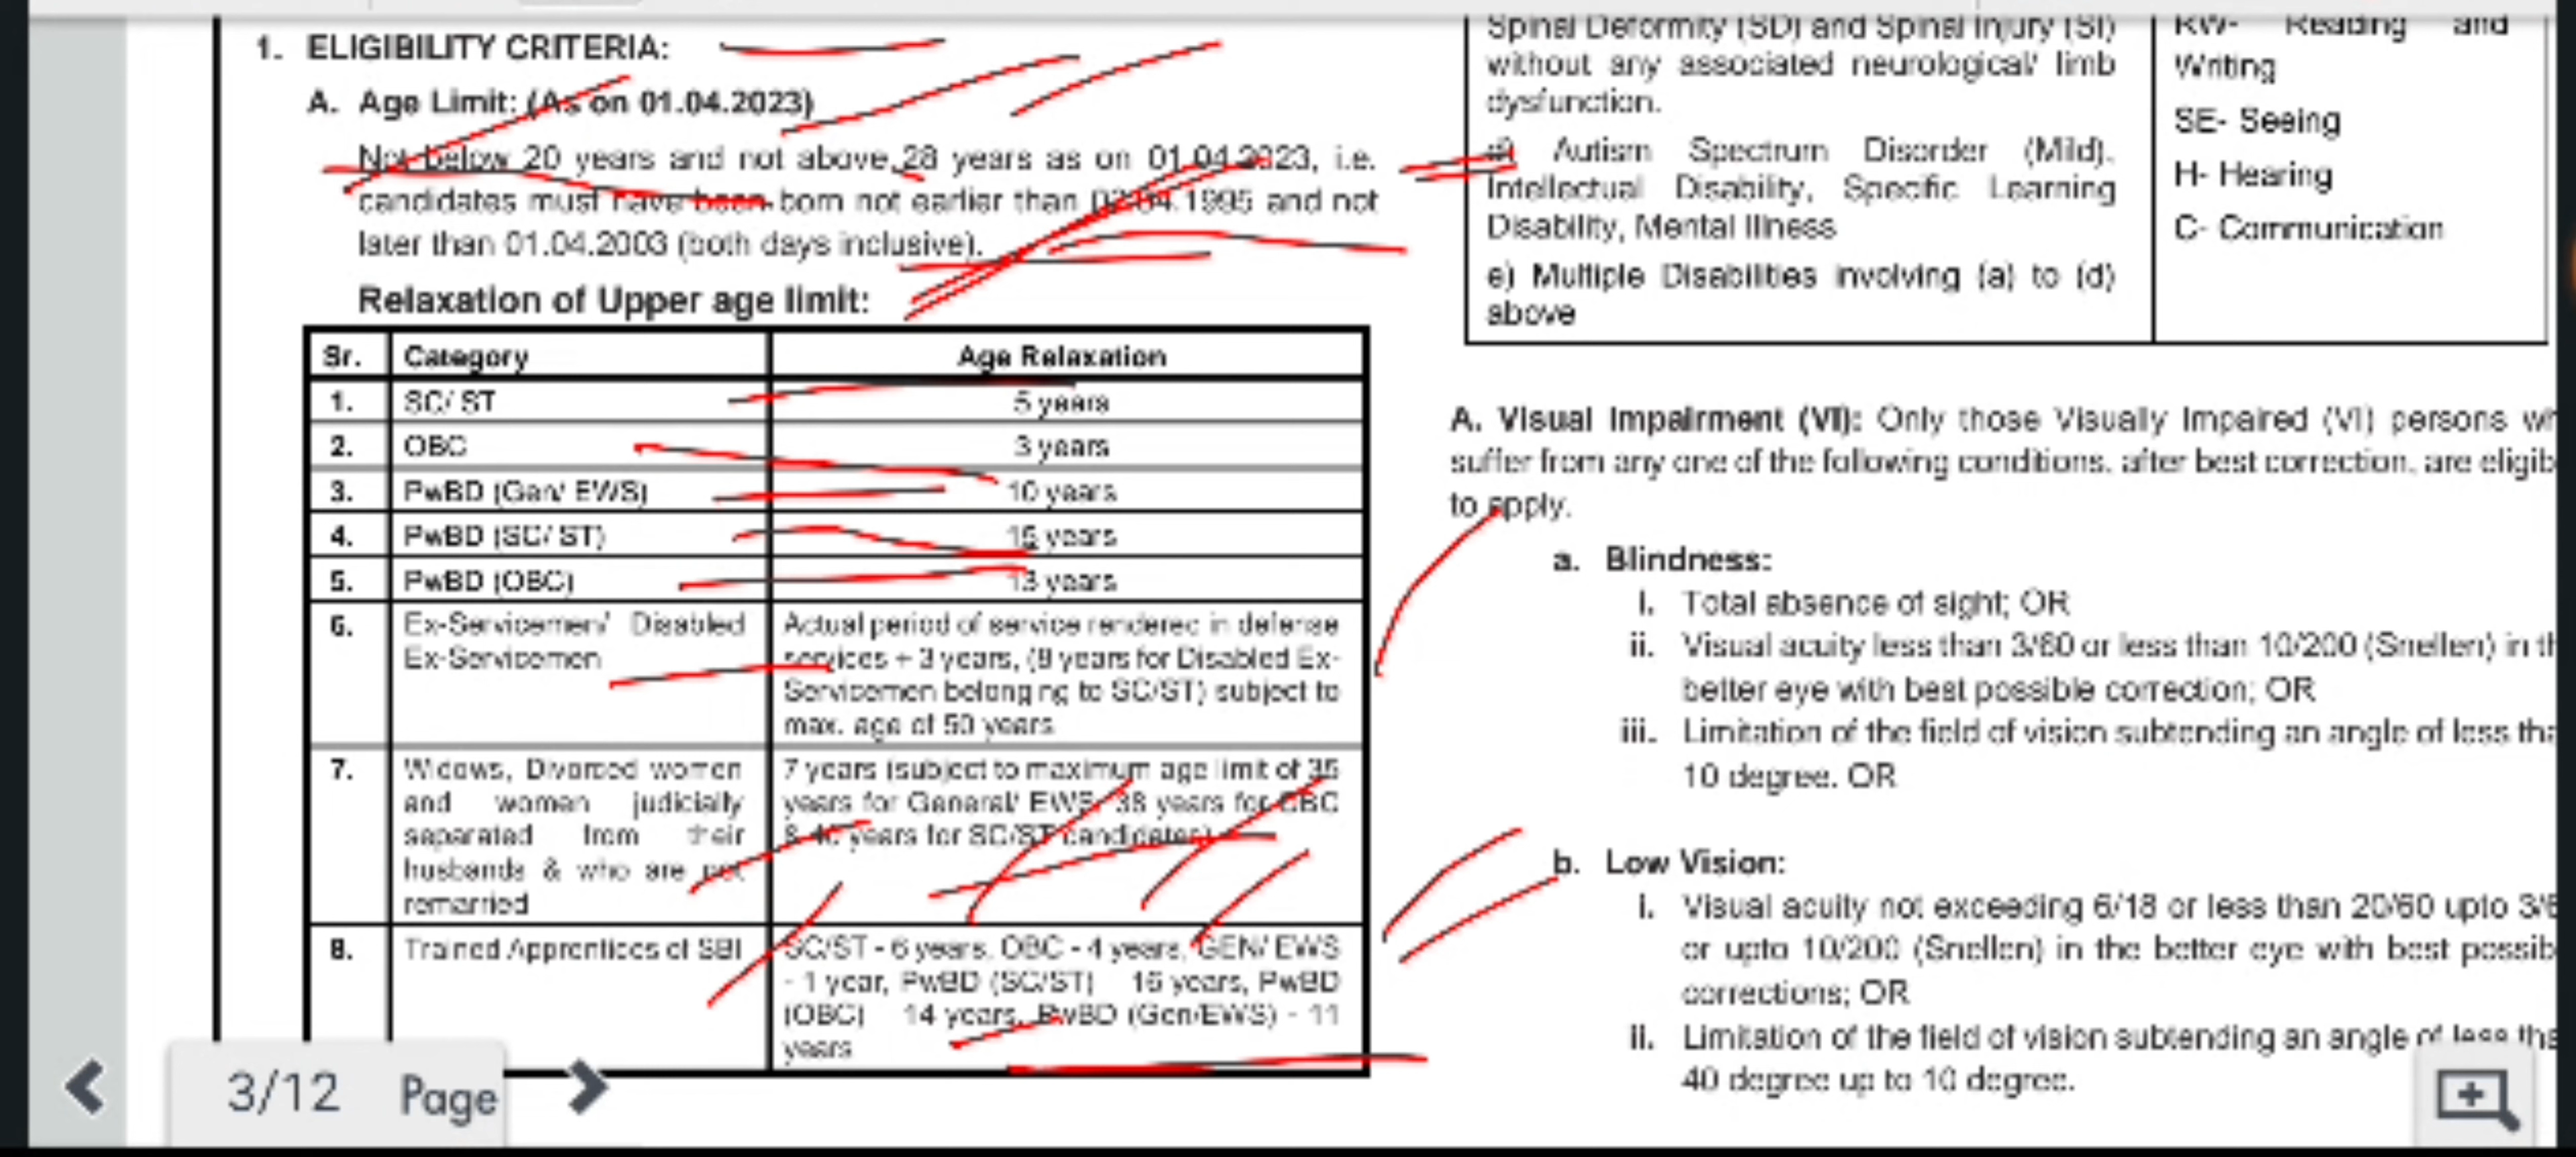 1. ELIGIBILITY CRITERIA:
A. Age Limit: (As on 01.04.2023)
Not below 20 years and not above 28 years as on 01.04.2023, i.e.
candidates must have been born not earlier than 02.04.1995 and not
later than 01.04.2003 (both days inclusive).
Relaxation of Upper age limit:
Sr. Category Age Relaxation
1. SC/ ST 5 years
2. OBC 3 years
3. PwBD (Gen/ EWS) 10 years
4. PwBD (SC/ ST) 15 years
5. PwBD (OBC) 13 years
6. Ex-Servicemen/ Disabled
Ex-Servicemen
Actual period of service rendered in defense
services + 3 years, (8 years for Disabled Ex-
Servicemen belonging to SC/ST) subject to
max. age of 50 years
7. Widows, Divorced women
and women judicially
separated from their
husbands & who are not
remarried
7 years (subject to maximum age limit of 35
years for General/ EWS, 38 years for OBC
& 40 years for SC/ST candidates)
8. Trained Apprentices of SBI
SC/ST - 6 years, OBC - 4 years, GEN/ EWS
- 1 year, PwBD (SC/ST) 16 years, PwBD
(OBC) 14 years, PwBD (Gen/EWS) - 11
years
Spinal Deformity (SD) and Spinal Injury (SI)
without any associated neurological/ limb
dysfunction.
d) Autism Spectrum Disorder (Mild),
Intellectual Disability, Specific Learning
Disability, Mental Illness
e) Multiple Disabilities involving (a) to (d)
above
RW- Reading and
Writing
SE- Seeing
H- Hearing
C- Communication
A. Visual Impairment (VI): Only those Visually Impaired (VI) persons wh
suffer from any one of the following conditions, after best correction, are eligib
to apply.
a. Blindness:
i. Total absence of sight; OR
ii. Visual acuity less than 3/60 or less than 10/200 (Snellen) in th
better eye with best possible correction; OR
iii. Limitation of the field of vision subtending an angle of less tha
10 degree. OR
b. Low Vision:
i. Visual acuity not exceeding 6/18 or less than 20/60 upto 3/6
or upto 10/200 (Snellen) in the better eye with best possib
corrections; OR
ii. Limitation of the field of vision subtending an angle of less tha
40 degree up to 10 degree.
3/12 Page